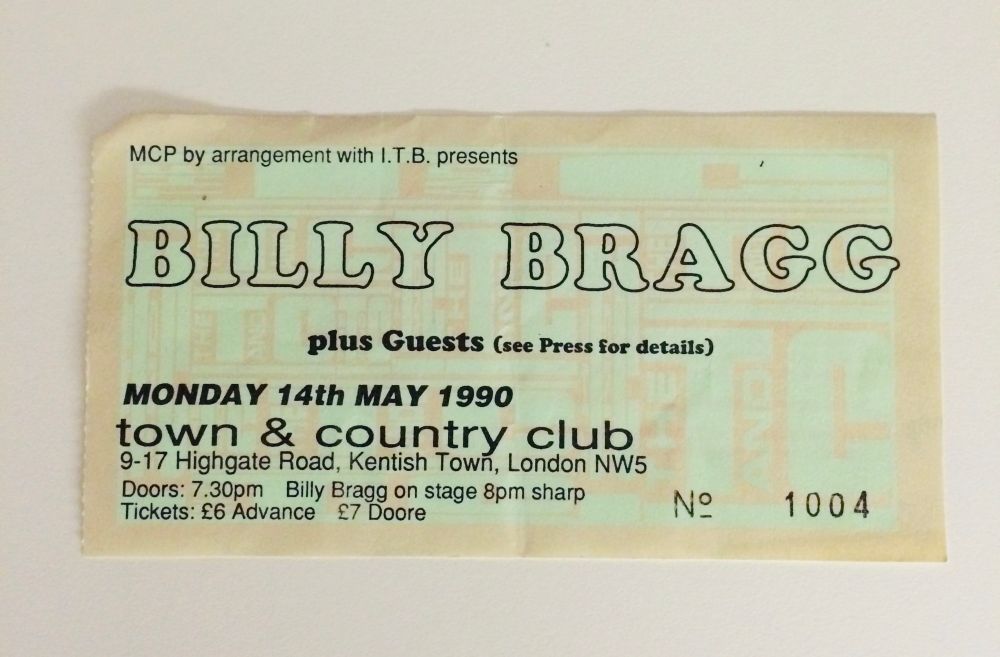 MCP by arrangement with I.T.B. presents
BILLY BRAGG
plus Guests (see Press for details)
MONDAY 14th MAY 1990
town & country club
9-17 Highgate Road, Kentish Town, London NW5
Doors: 7.30pm Billy Bragg on stage 8pm sharp
Tickets: £6 Advance £7 Doore
Nº 1004